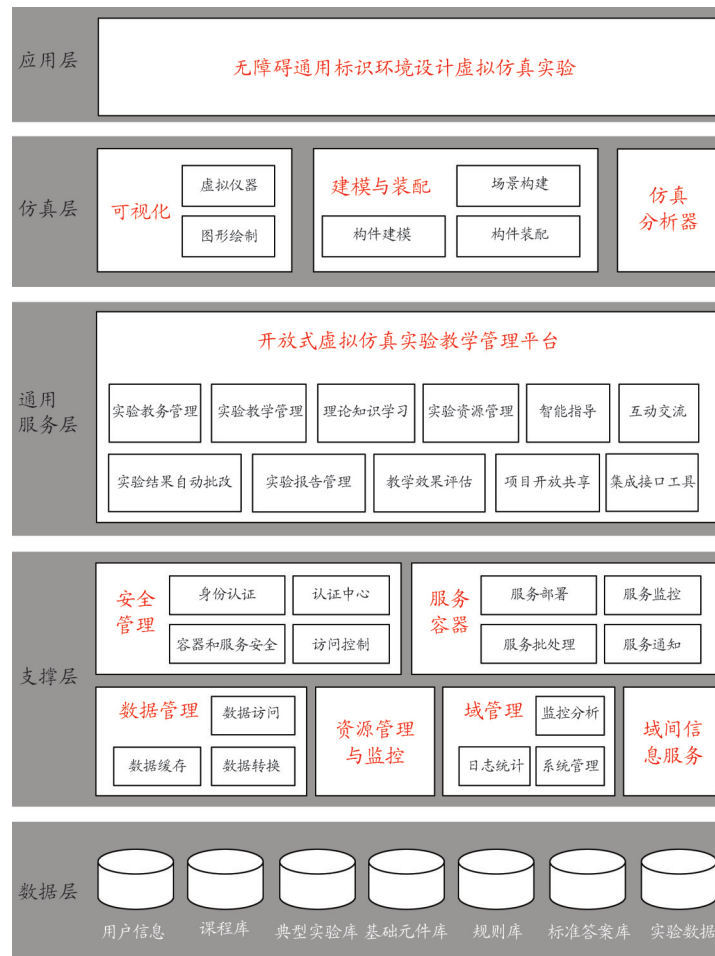 应用层
无障碍通用标识环境设计虚拟仿真实验
仿真层
可视化
虚拟仪器
图形绘制
建模与装配
场景构建
构件建模
构件装配
仿真
分析器
通用
服务层
开放式虚拟仿真实验教学管理平台
实验教务管理
实验教学管理
理论知识学习
实验资源管理
智能指导
互动交流
实验结果自动批改
实验报告管理
教学效果评估
项目开放共享
集成接口工具
支撑层
安全
管理
身份认证
认证中心
容器和服务安全
访问控制
服务
容器
服务部署
服务监控
服务批处理
服务通知
数据管理
数据访问
数据缓存
数据转换
资源管理
与监控
域管理
监控分析
日志统计
系统管理
域间信
息服务
数据层
用户信息
课程库
典型实验库
基础元件库
规则库
标准答案库
实验数据